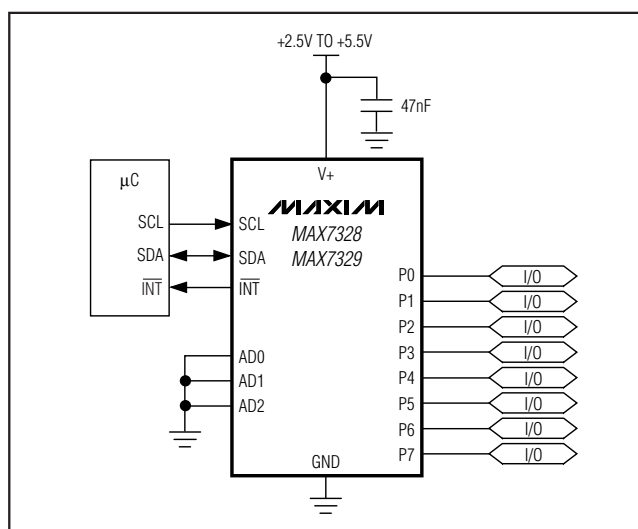 +2.5V TO +5.5V
47nF
μC
V+
MAXIM
MAX7328
MAX7329
SCL
SCL
SDA
SDA
INT
INT
AD0
AD1
AD2
P0
I/O
P1
I/O
P2
I/O
P3
I/O
P4
I/O
P5
I/O
P6
I/O
P7
I/O
GND